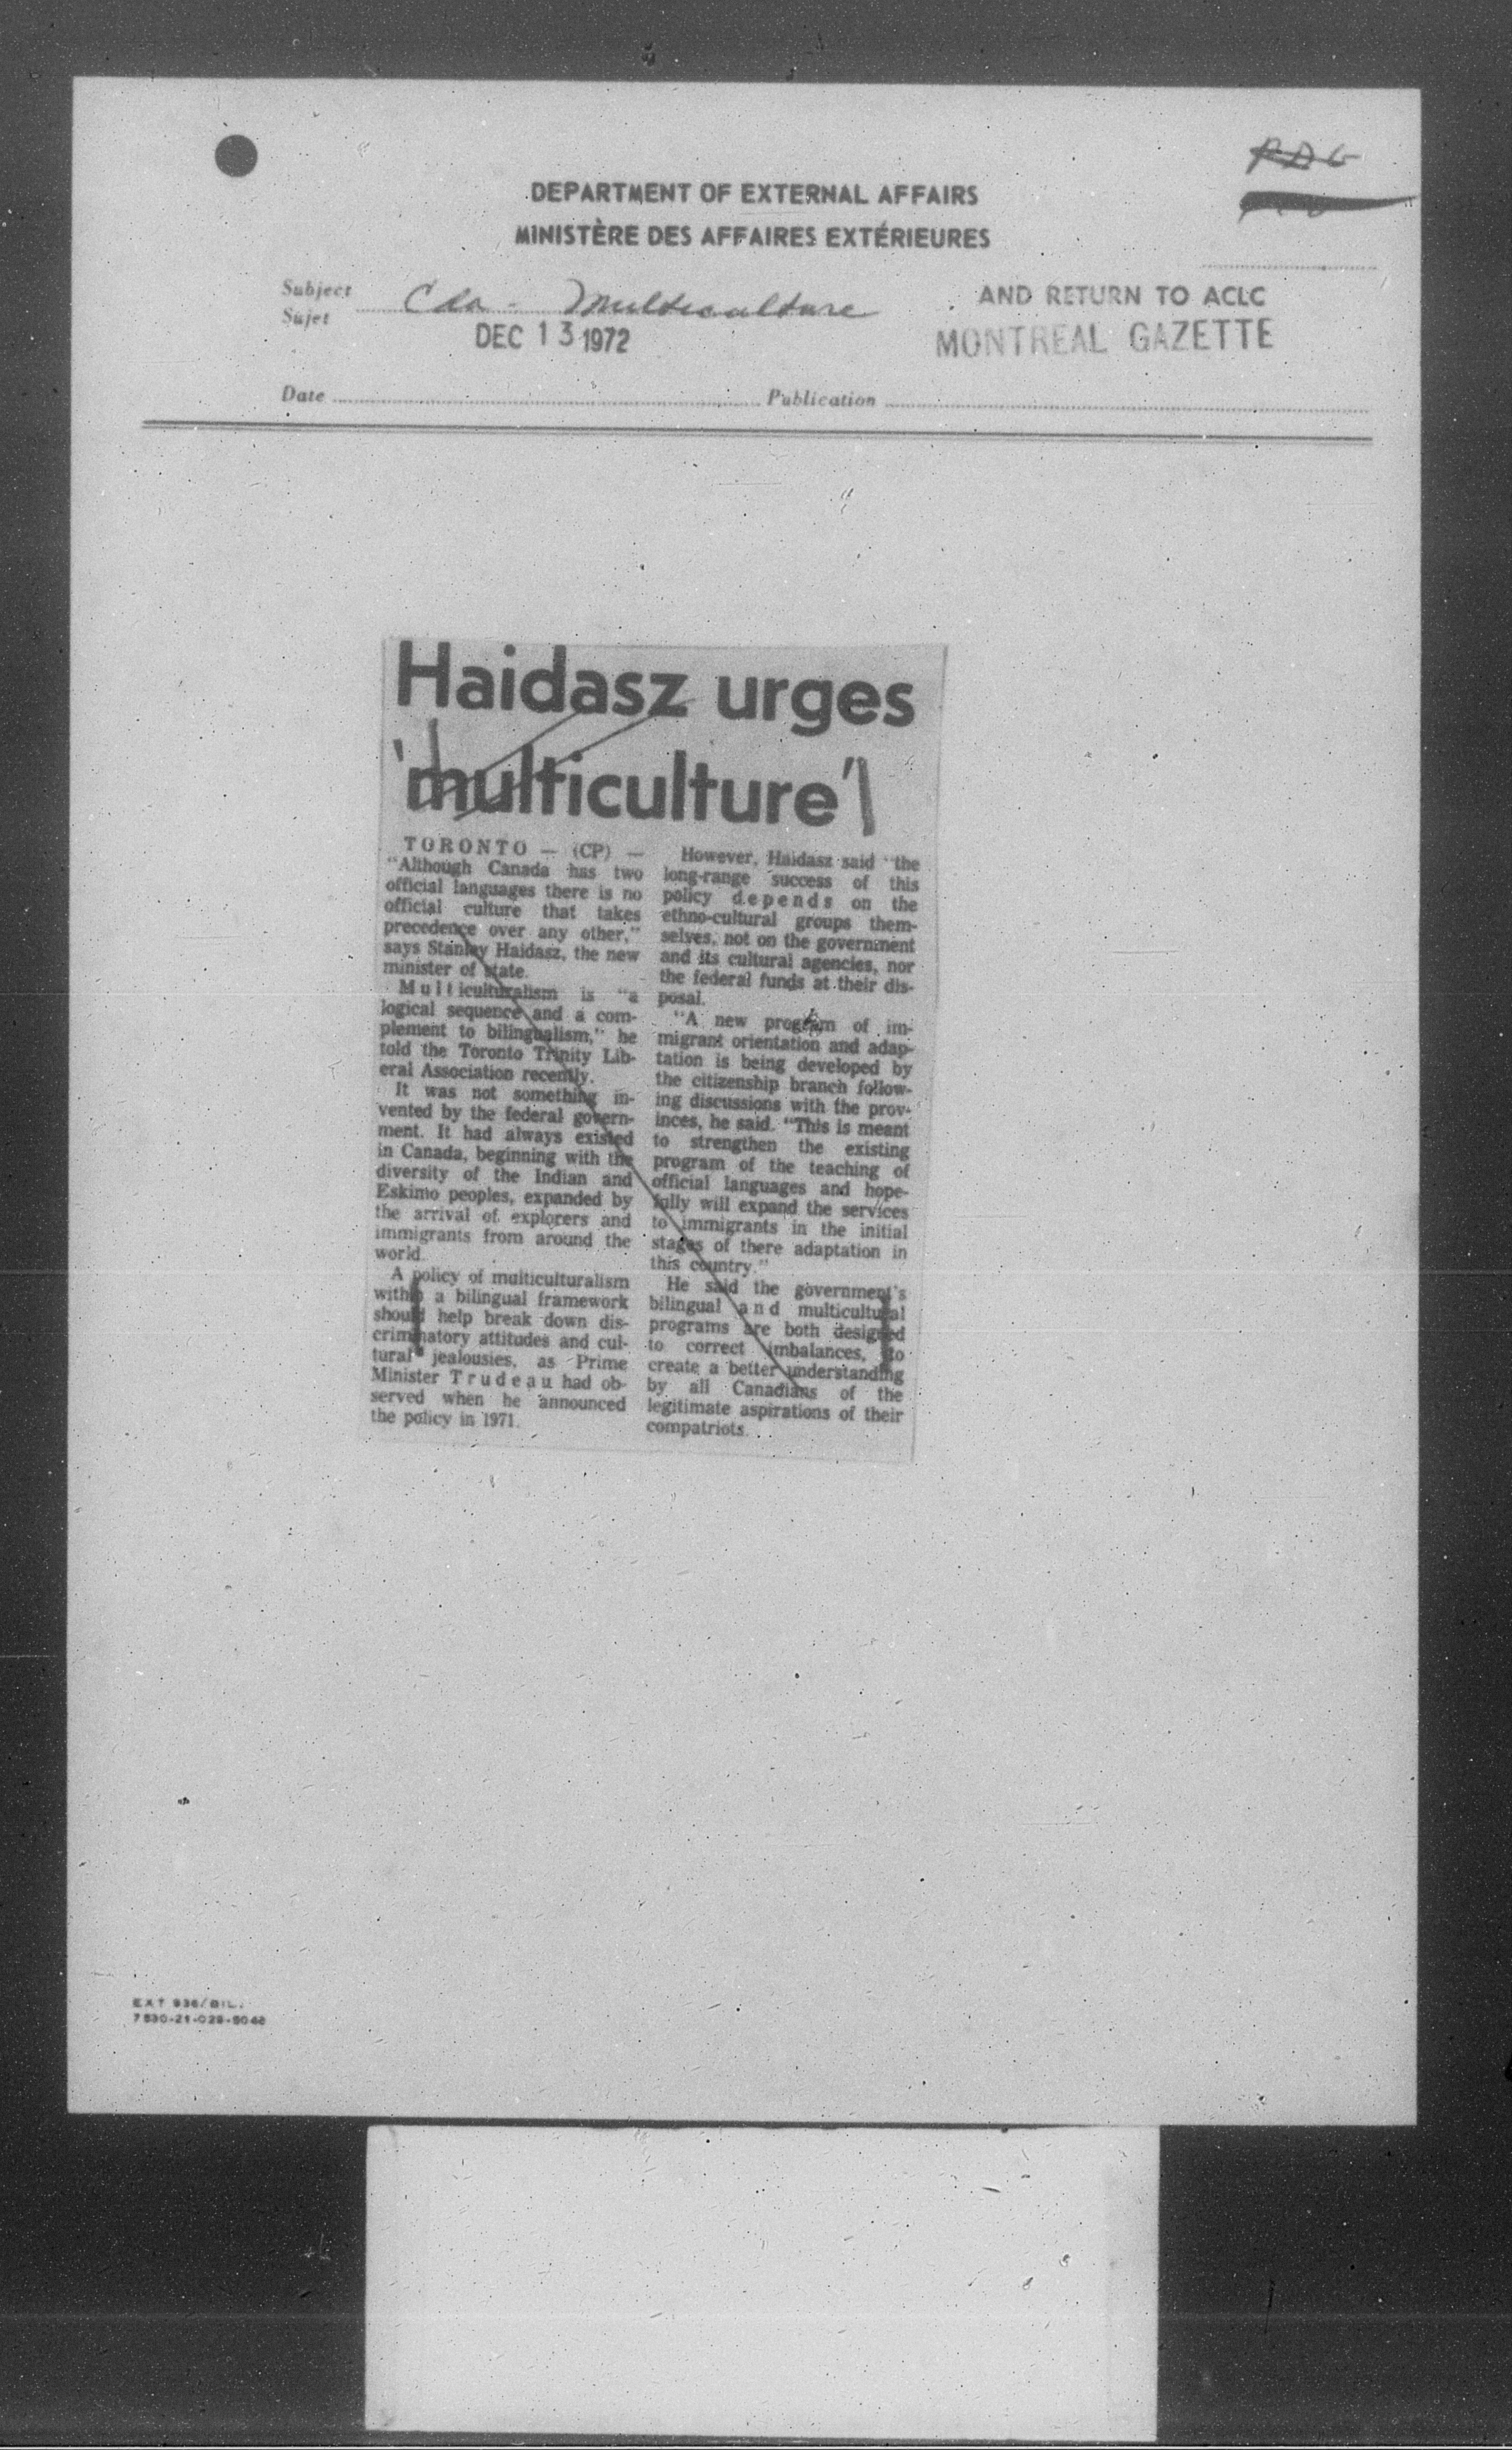 RDG
DEPARTMENT OF EXTERNAL AFFAIRS
MINISTÈRE DES AFFAIRES EXTÉRIEURES
Subject
Sujet
Cda - Multiculture
AND RETURN TO ACLC
DEC 13 1972
MONTREAL GAZETTE
Date
Publication
Haidasz urges
'multiculture'
TORONTO — (CP) —
"Although Canada has two
official languages there is no
official culture that takes
precedence over any other,"
says Stanley Haidasz, the new
minister of state.
Multiculturalism is "a
logical sequence and a com-
plement to bilingualism," he
told the Toronto Trinity Lib-
eral Association recently.
It was not something in-
vented by the federal govern-
ment. It had always existed
in Canada, beginning with the
diversity of the Indian and
Eskimo peoples, expanded by
the arrival of explorers and
immigrants from around the
world.
A policy of multiculturalism
within a bilingual framework
should help break down dis-
criminatory attitudes and cul-
tural jealousies, as Prime
Minister Trudeau had ob-
served when he announced
the policy in 1971.
However, Haidasz said "the
long-range success of this
policy depends on the
ethno-cultural groups them-
selves, not on the government
and its cultural agencies, nor
the federal funds at their dis-
posal.
"A new program of im-
migrant orientation and adap-
tation is being developed by
the citizenship branch follow-
ing discussions with the prov-
inces, he said. "This is meant
to strengthen the existing
program of the teaching of
official languages and hope-
fully will expand the services
to immigrants in the initial
stages of there adaptation in
this country."
He said the government's
bilingual and multicultural
programs are both designed
to correct imbalances, to
create a better understanding
by all Canadians of the
legitimate aspirations of their
compatriots.
EXT 936/BIL.
7530-21-029-5048